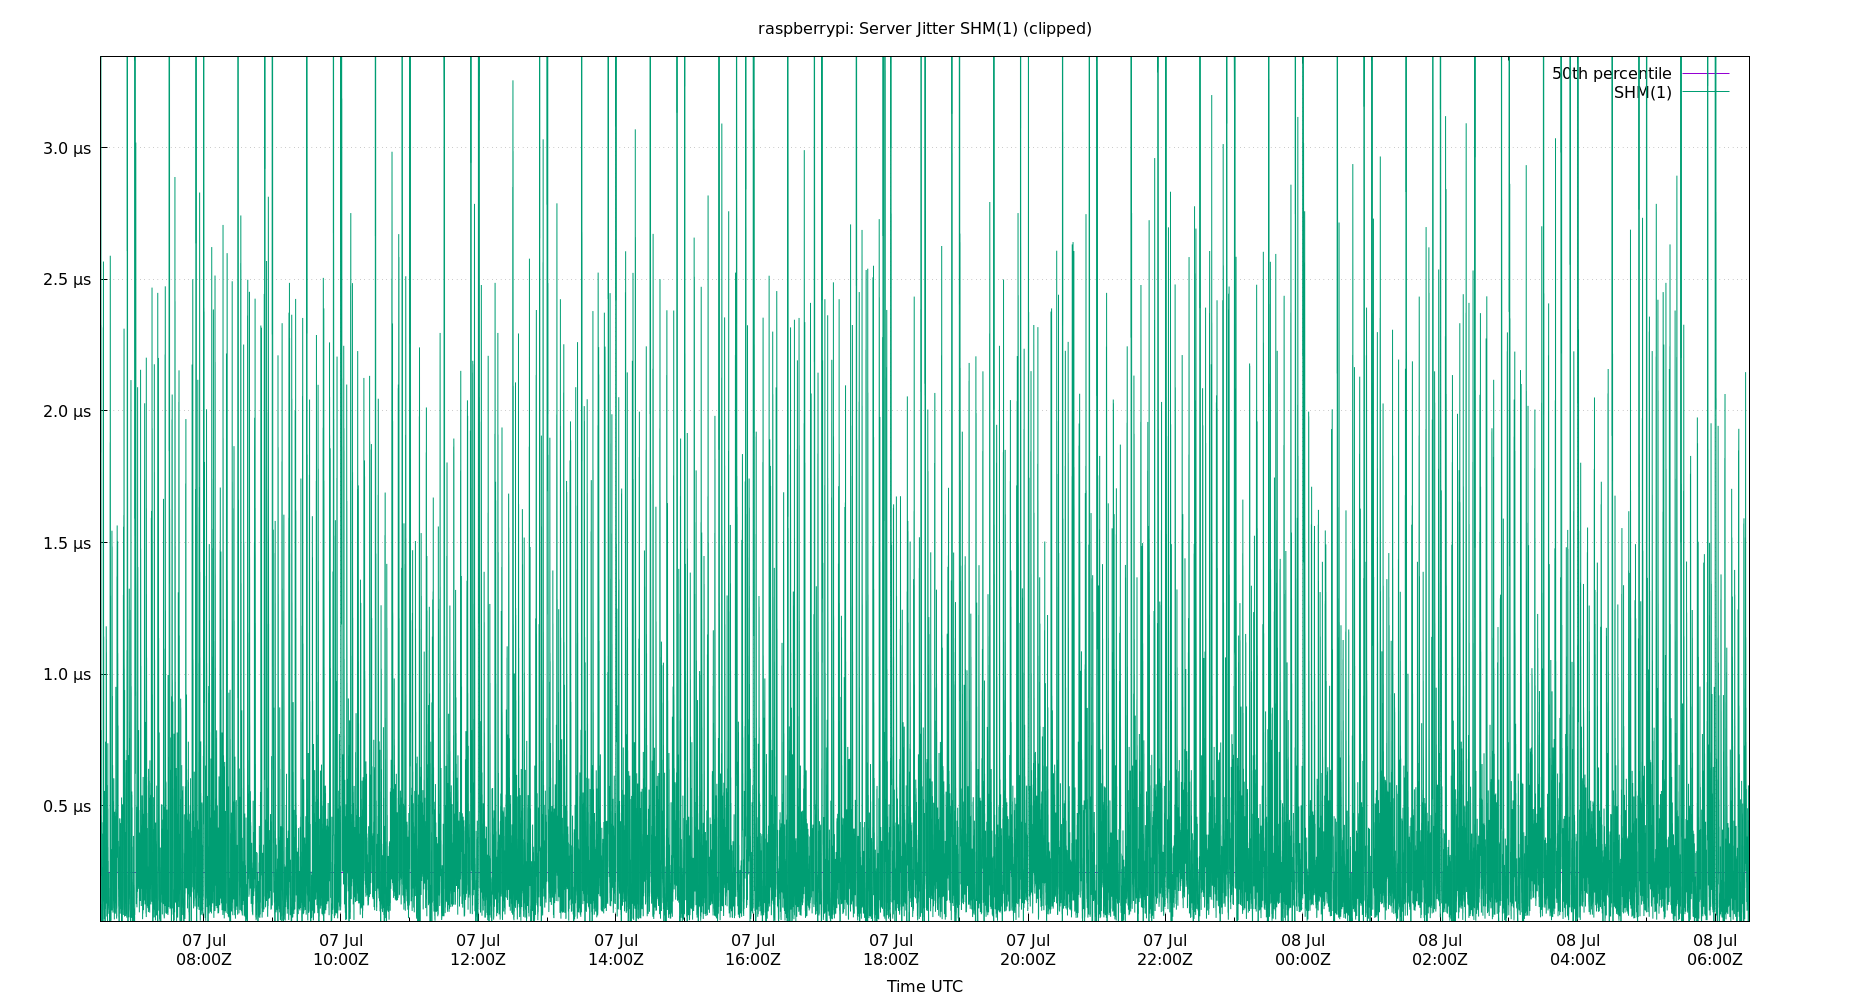 raspberrypi: Server Jitter SHM(1) (clipped)
50th percentile
SHM(1)
3.0 µs
2.5 µs
2.0 µs
1.5 µs
1.0 µs
0.5 µs
07 Jul 07 Jul 07 Jul 07 Jul 07 Jul 07 Jul 07 Jul 07 Jul 08 Jul 08 Jul 08 Jul 08 Jul
08:00Z 10:00Z 12:00Z 14:00Z 16:00Z 18:00Z 20:00Z 22:00Z 00:00Z 02:00Z 04:00Z 06:00Z
Time UTC